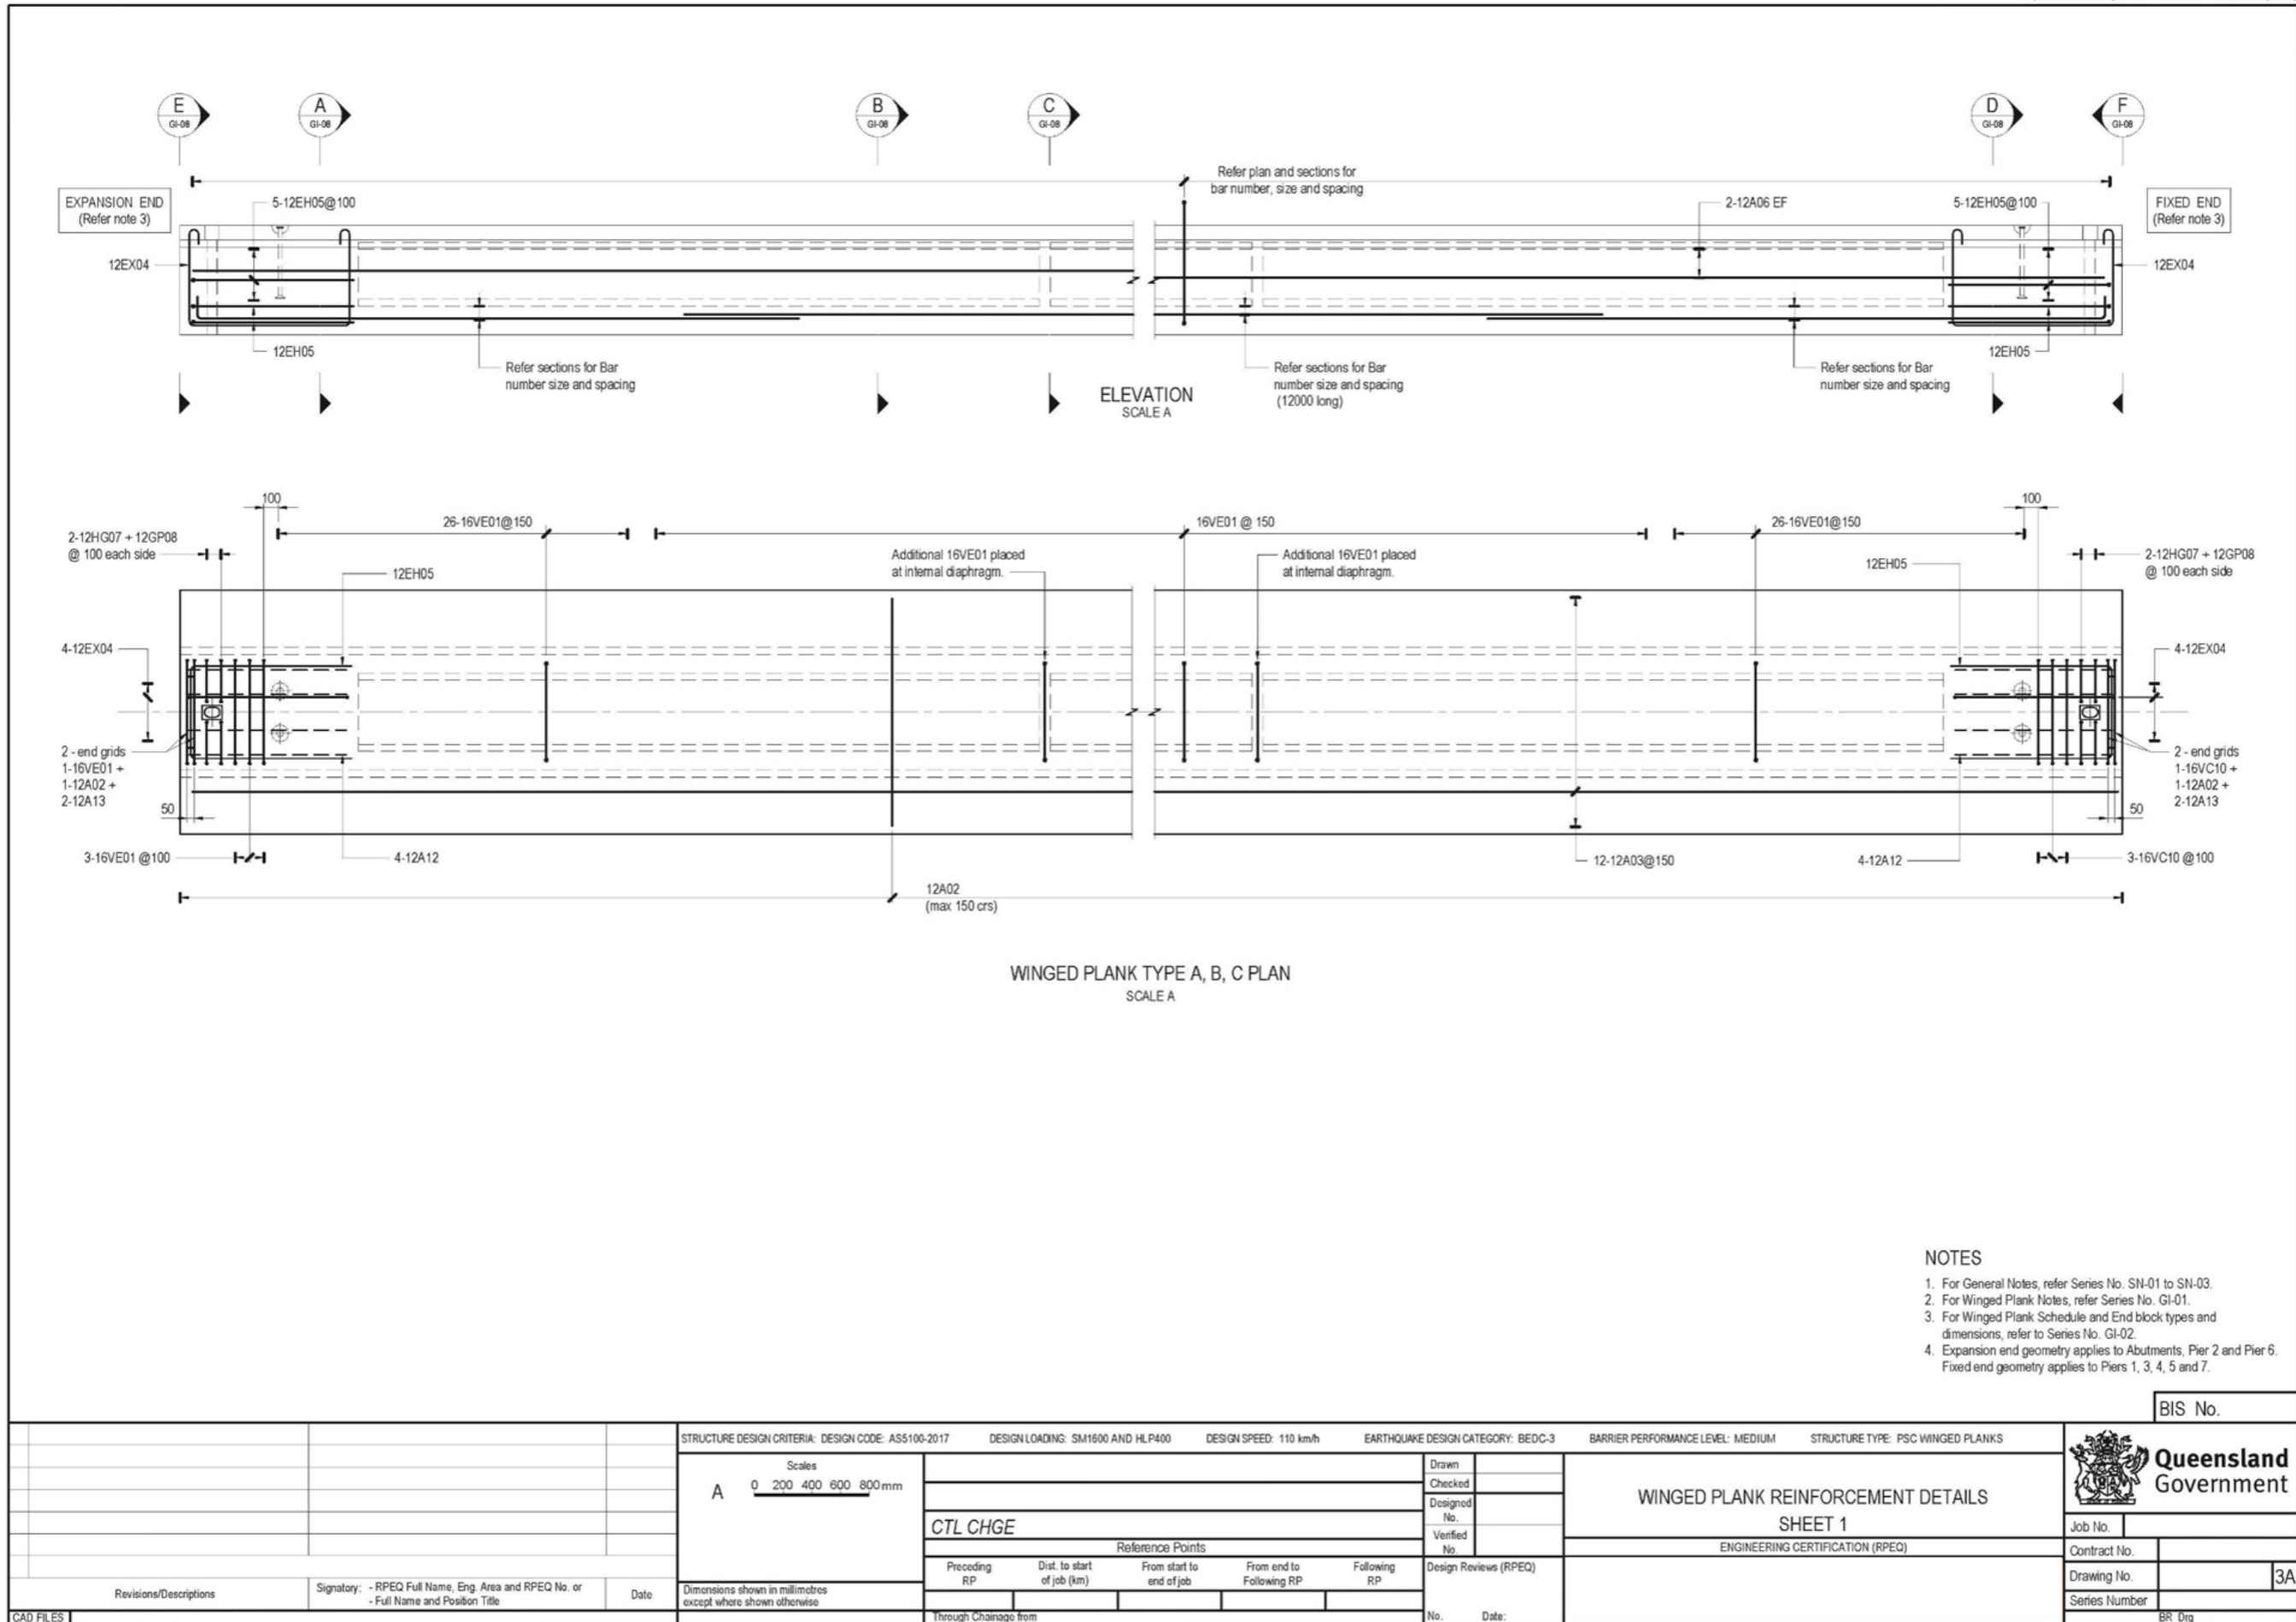 E
GI-08
A
GI-08
B
GI-08
C
GI-08
D
GI-08
F
GI-08
Refer plan and sections for
bar number, size and spacing
EXPANSION END
(Refer note 3)
5-12EH05@100
2-12A06 EF
5-12EH05@100
FIXED END
(Refer note 3)
12EX04
12EX04
12EH05
12EH05
Refer sections for Bar
number size and spacing
Refer sections for Bar
number size and spacing
(12000 long)
Refer sections for Bar
number size and spacing
ELEVATION
SCALE A
100
100
26-16VE01@150
16VE01 @ 150
26-16VE01@150
2-12HG07 + 12GP08
@ 100 each side
Additional 16VE01 placed
at internal diaphragm.
Additional 16VE01 placed
at internal diaphragm.
2-12HG07 + 12GP08
@ 100 each side
12EH05
12EH05
4-12EX04
4-12EX04
2 - end grids
1-16VE01 +
1-12A02 +
2-12A13
2 - end grids
1-16VC10 +
1-12A02 +
2-12A13
50
50
3-16VE01 @100
4-12A12
12-12A03@150
4-12A12
3-16VC10 @100
12A02
(max 150 crs)
WINGED PLANK TYPE A, B, C PLAN
SCALE A
NOTES
1. For General Notes, refer Series No. SN-01 to SN-03.
2. For Winged Plank Notes, refer Series No. GI-01.
3. For Winged Plank Schedule and End block types and
dimensions, refer to Series No. GI-02.
4. Expansion end geometry applies to Abutments, Pier 2 and Pier 6.
Fixed end geometry applies to Piers 1, 3, 4, 5 and 7.
BIS No.
STRUCTURE DESIGN CRITERIA: DESIGN CODE: AS5100-2017 DESIGN LOADING: SM1600 AND HLP400 DESIGN SPEED: 110 km/h EARTHQUAKE DESIGN CATEGORY: BEDC-3 BARRIER PERFORMANCE LEVEL: MEDIUM STRUCTURE TYPE: PSC WINGED PLANKS
Scales
A 0 200 400 600 800mm
Dimensions shown in millimetres
except where shown otherwise
Revisions/Descriptions
Signatory: - RPEQ Full Name, Eng. Area and RPEQ No. or
- Full Name and Position Title
Date
CAD FILES
CTL CHGE
Reference Points
Preceding
RP
Dist. to start
of job (km)
From start to
end of job
From end to
Following RP
Following
RP
Through Chainage from
Drawn
Checked
Designed
No.
Verified
No.
Design Reviews (RPEQ)
No. Date:
WINGED PLANK REINFORCEMENT DETAILS
SHEET 1
ENGINEERING CERTIFICATION (RPEQ)
Queensland
Government
Job No.
Contract No.
Drawing No.
3A
Series Number
BR Drg